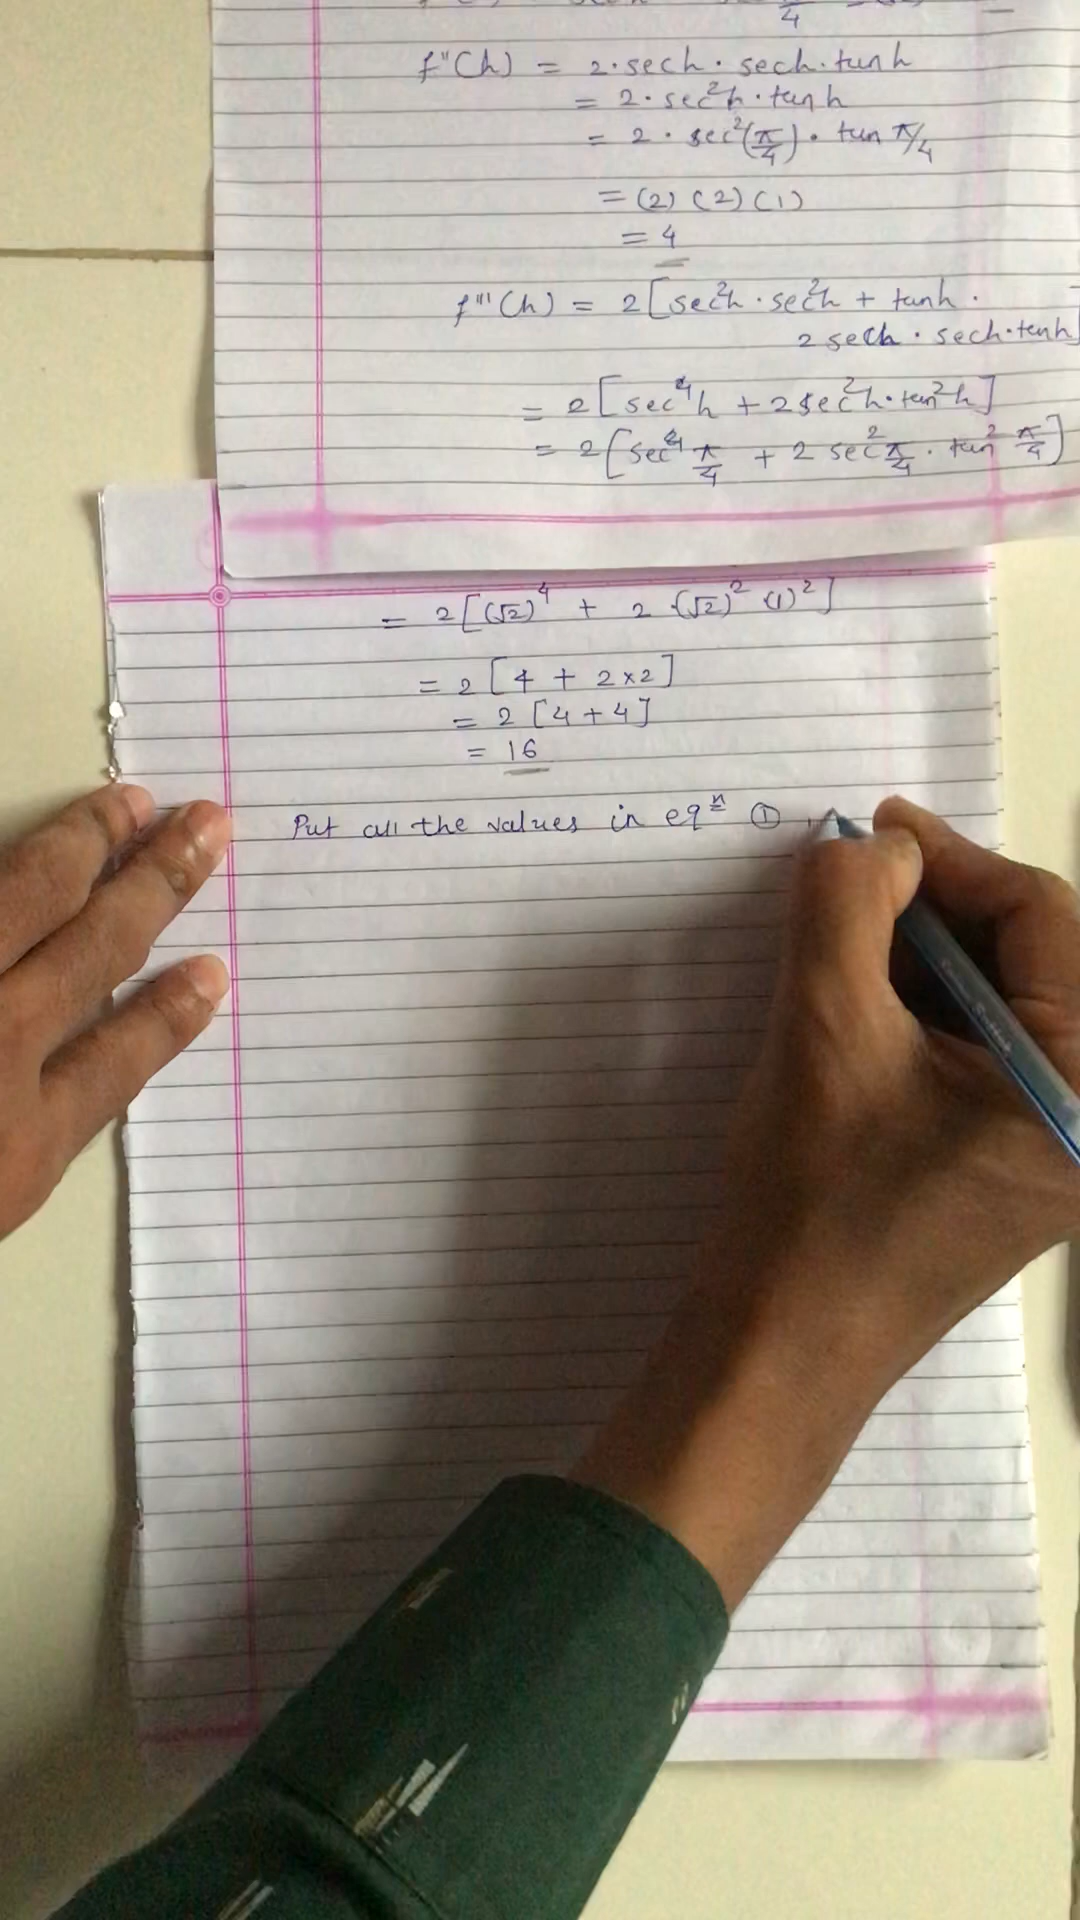 f''(h) = 2·sech·sech·tanh
= 2·sec²h·tanh
= 2·sec²(π/4)·tan π/4
= (2) (2) (1)
= 4
f'''(h) = 2[sec²h·sec²h + tanh·
2sech·sech·tanh]
= 2[sec⁴h + 2sec²h·tan²h]
= 2[sec⁴ π/4 + 2 sec² π/4 · tan² π/4]
= 2[(√2)⁴ + 2·(√2)²·(1)²]
= 2[4 + 2×2]
= 2[4+4]
= 16
Put all the values in eqⁿ ①